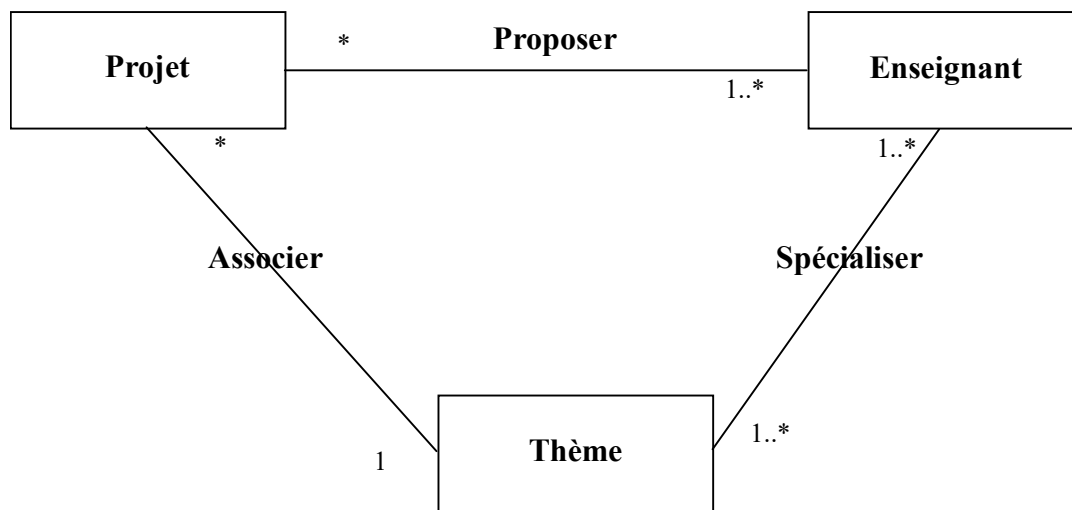 Proposer
*
Projet
Enseignant
1..*
*
1..*
Associer
Spécialiser
1..*
Thème
1